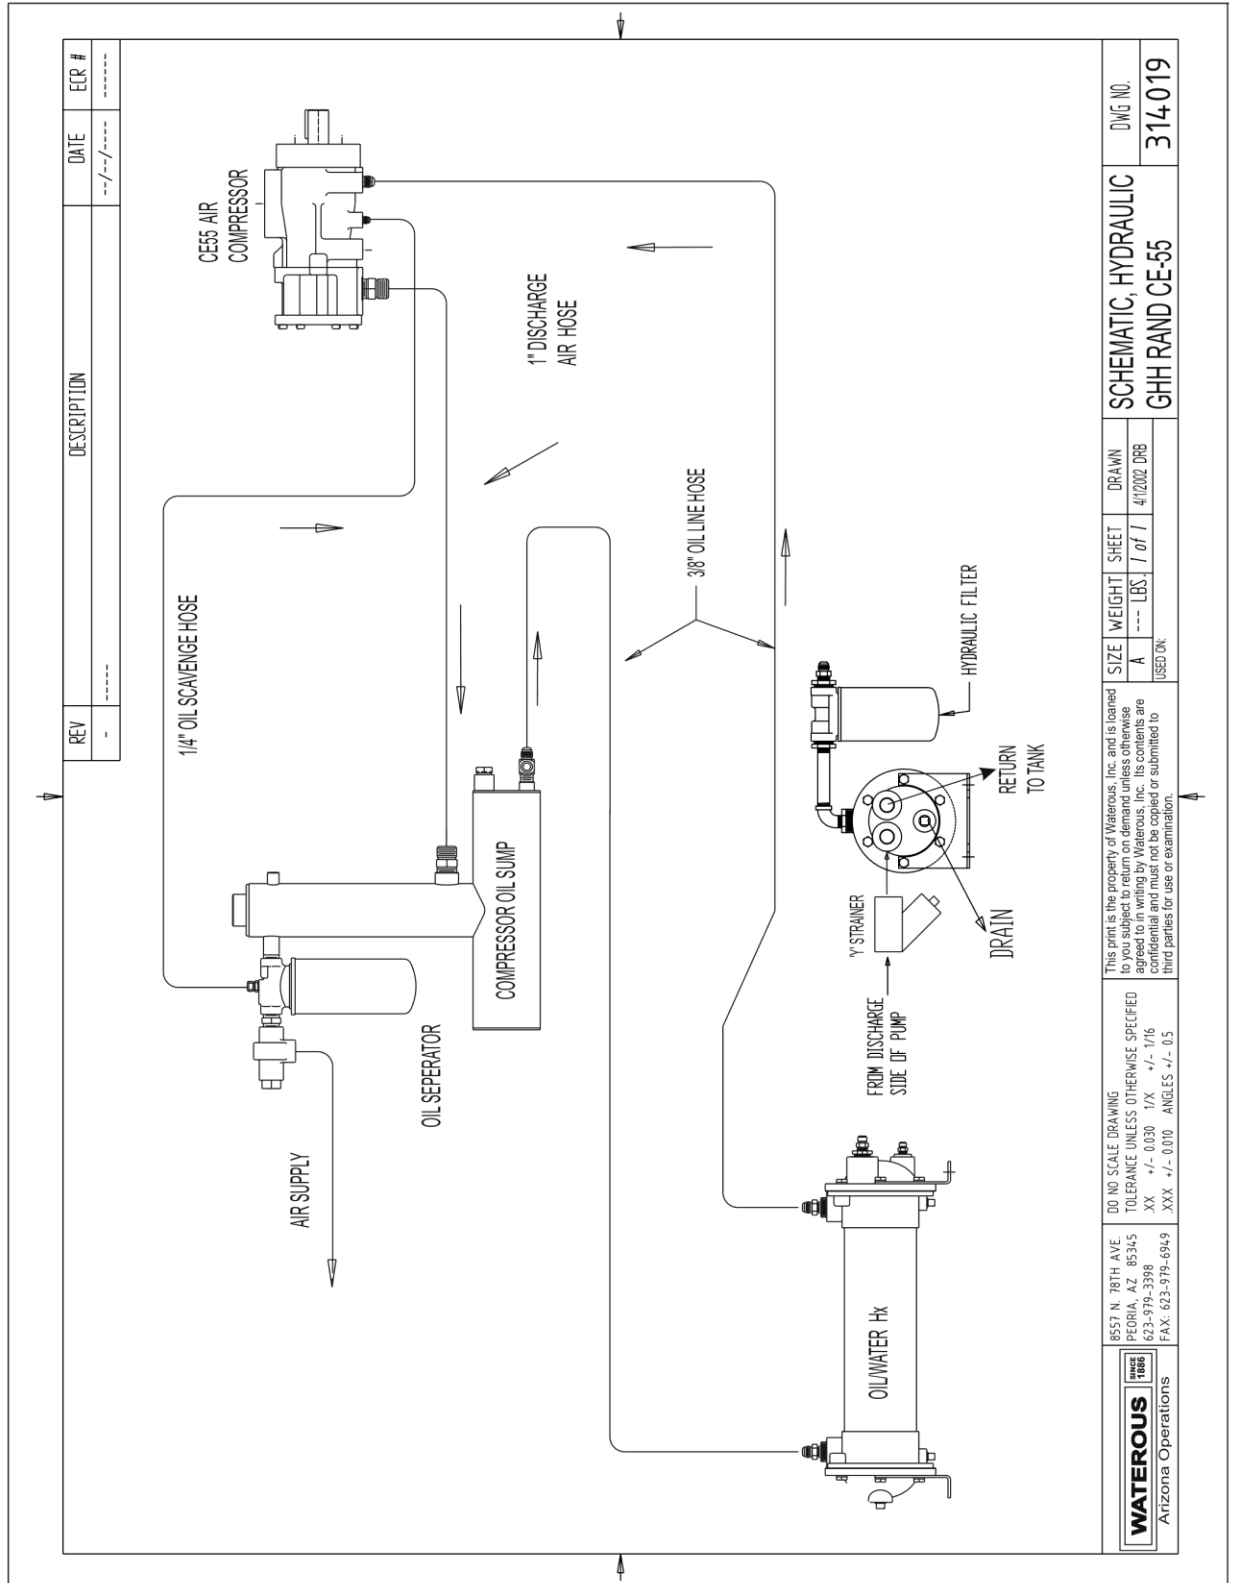 REV
DESCRIPTION
DATE
ECR #
-
-----
--/--/----
-----
CE55 AIR
COMPRESSOR
1/4" OIL SCAVENGE HOSE
1" DISCHARGE
AIR HOSE
AIR SUPPLY
OIL SEPERATOR
COMPRESSOR OIL SUMP
3/8" OIL LINE HOSE
OIL/WATER Hx
FROM DISCHARGE
SIDE OF PUMP
'Y' STRAINER
DRAIN
RETURN
TO TANK
HYDRAULIC FILTER
WATEROUS
SINCE
1886
Arizona Operations
8557 N. 78TH AVE.
PEORIA, AZ 85345
623-979-3398
FAX: 623-979-6949
DO NO SCALE DRAWING
TOLERANCE UNLESS OTHERWISE SPECIFIED
.XX +/- 0.030 1/X +/- 1/16
.XXX +/- 0.010 ANGLES +/- 0.5
This print is the property of Waterous, Inc. and is loaned
to you subject to return on demand unless otherwise
agreed to in writing by Waterous, Inc. Its contents are
confidential and must not be copied or submitted to
third parties for use or examination.
SIZE
A
WEIGHT
--- LBS.
SHEET
1 of 1
DRAWN
4/1/2002 DRB
USED ON:
SCHEMATIC, HYDRAULIC
GHH RAND CE-55
DWG NO.
314019